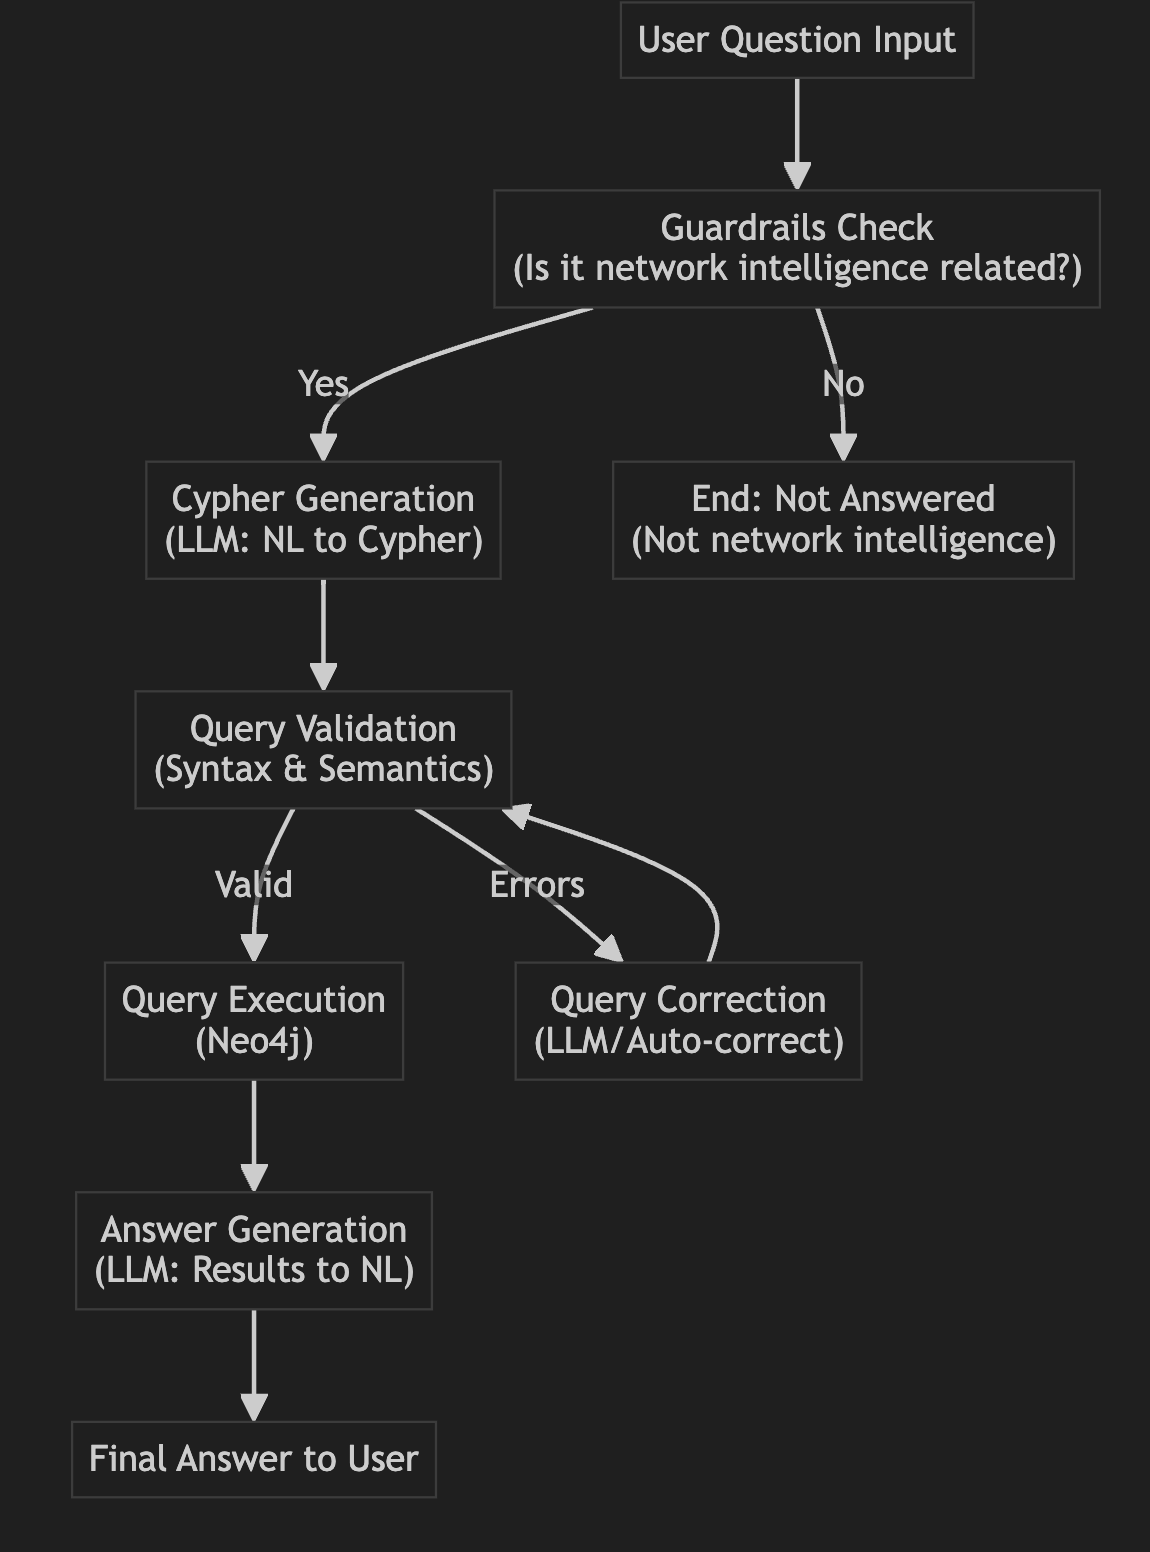 User Question Input
Guardrails Check
(Is it network intelligence related?)
Yes
No
Cypher Generation
(LLM: NL to Cypher)
End: Not Answered
(Not network intelligence)
Query Validation
(Syntax & Semantics)
Valid
Errors
Query Execution
(Neo4j)
Query Correction
(LLM/Auto-correct)
Answer Generation
(LLM: Results to NL)
Final Answer to User